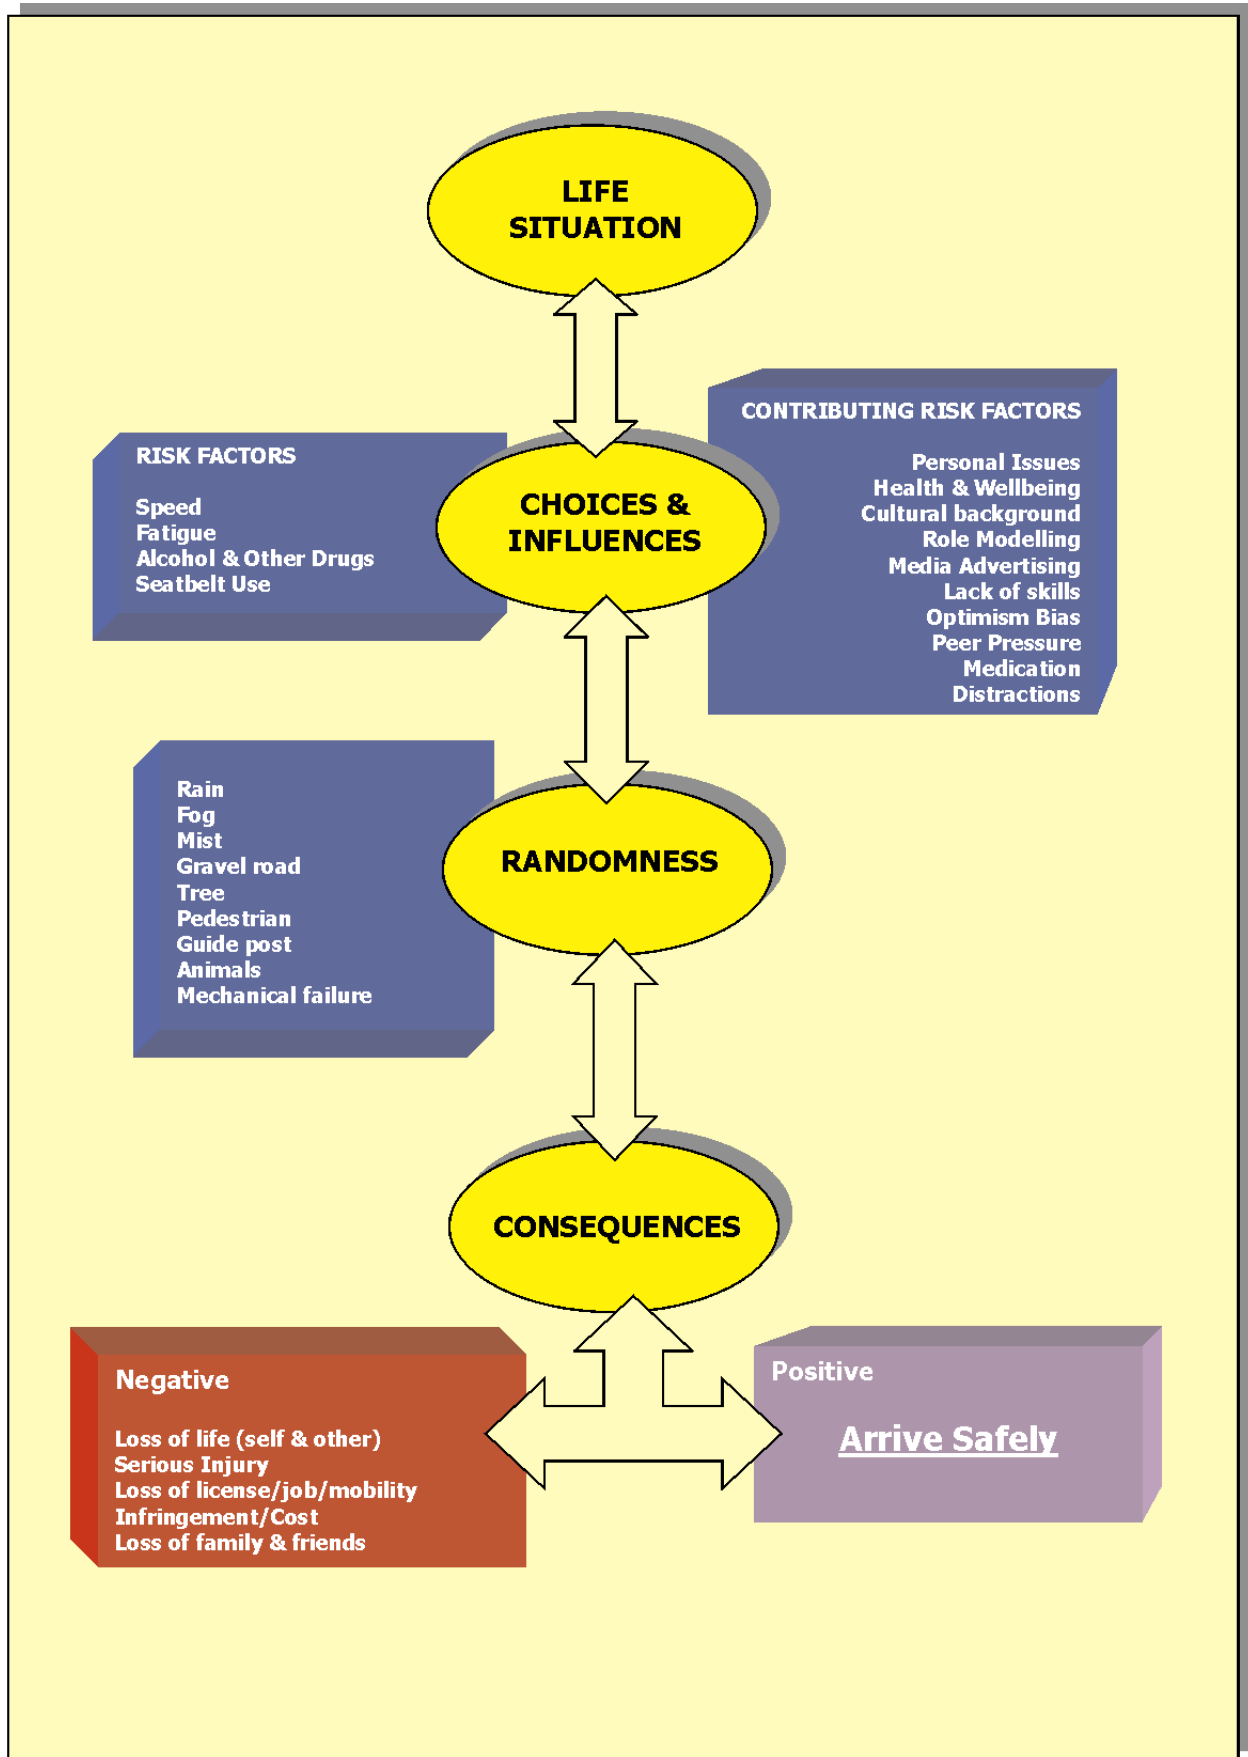 LIFE
SITUATION
CONTRIBUTING RISK FACTORS
Personal Issues
Health & Wellbeing
Cultural background
Role Modelling
Media Advertising
Lack of skills
Optimism Bias
Peer Pressure
Medication
Distractions
RISK FACTORS
Speed
Fatigue
Alcohol & Other Drugs
Seatbelt Use
CHOICES &
INFLUENCES
Rain
Fog
Mist
Gravel road
Tree
Pedestrian
Guide post
Animals
Mechanical failure
RANDOMNESS
CONSEQUENCES
Negative
Loss of life (self & other)
Serious Injury
Loss of license/job/mobility
Infringement/Cost
Loss of family & friends
Positive
Arrive Safely